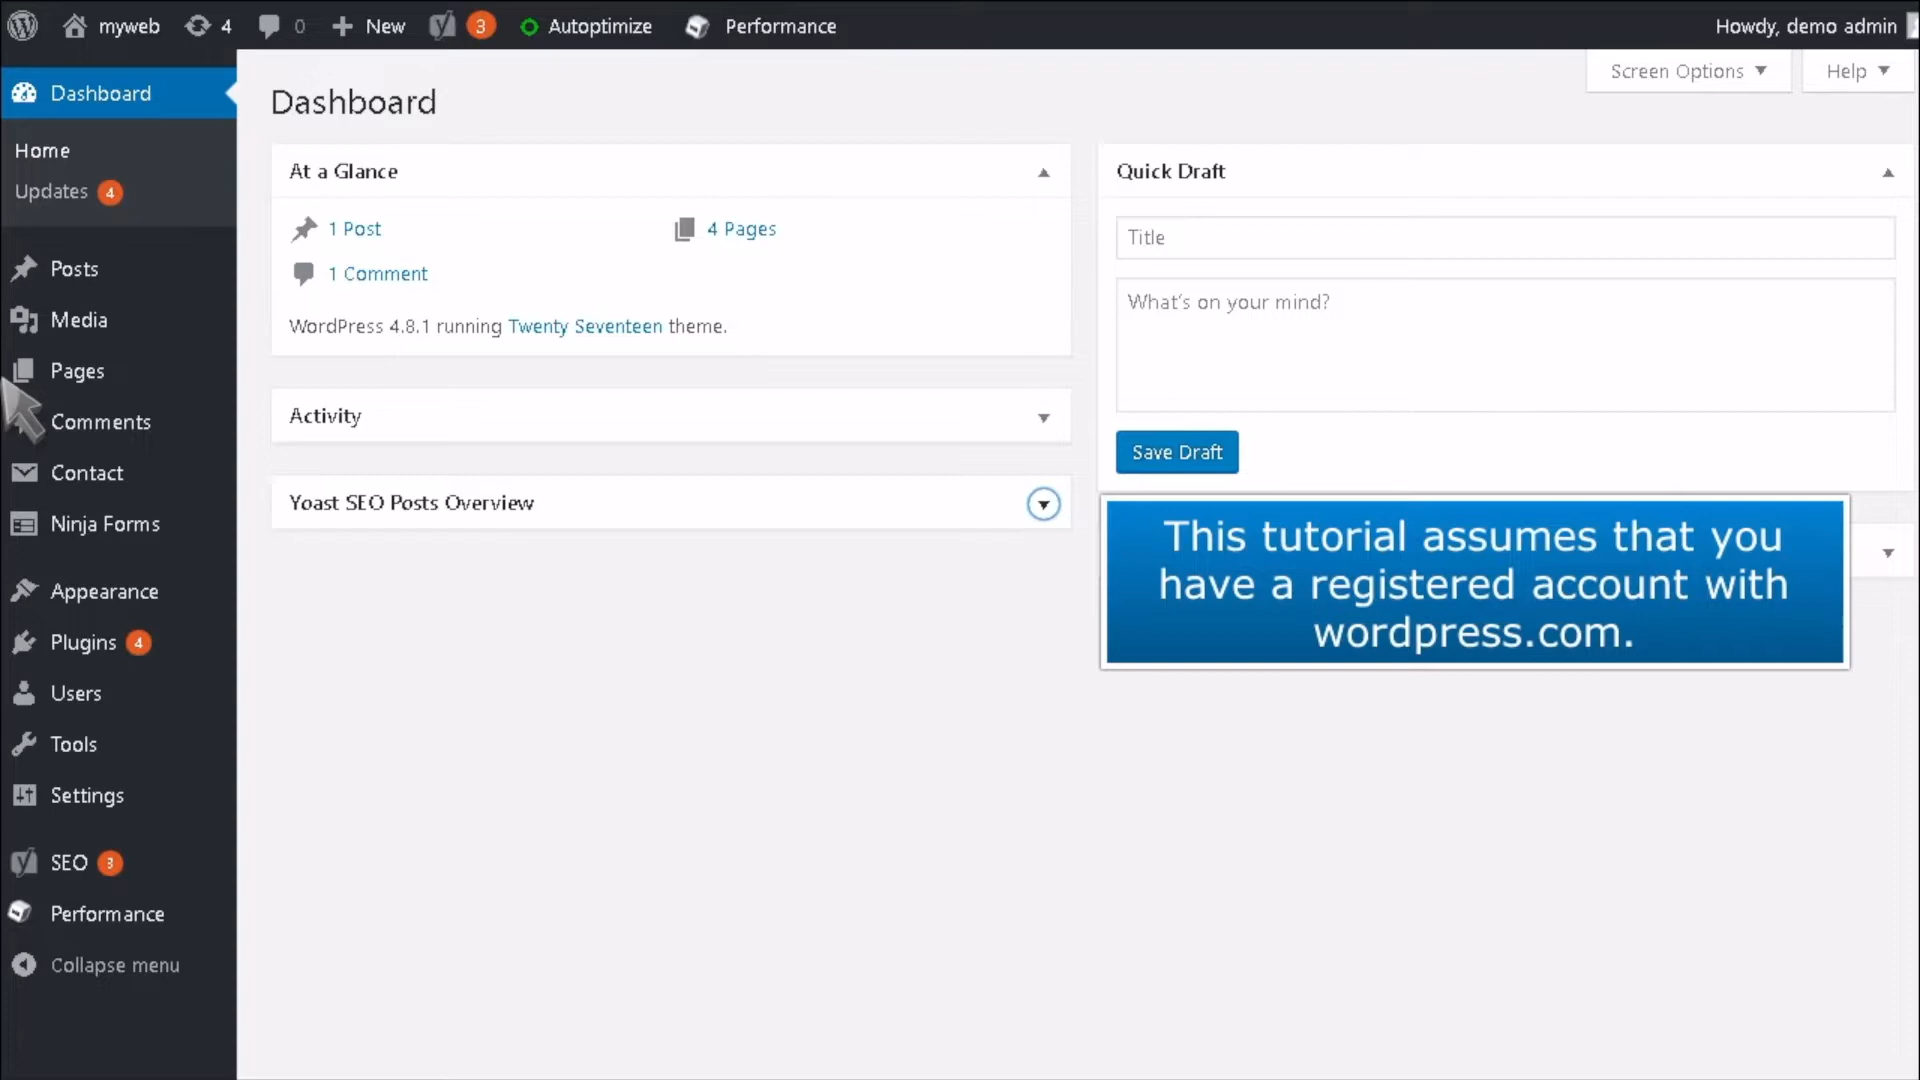 myweb 4 0 New 3 Autoptimize Performance Howdy, demo admin
Screen Options Help
Dashboard
Home
Updates 4
Posts
Media
Pages
Comments
Contact
Ninja Forms
Appearance
Plugins 4
Users
Tools
Settings
SEO 3
Performance
Collapse menu
Dashboard
At a Glance
1 Post 4 Pages
1 Comment
WordPress 4.8.1 running Twenty Seventeen theme.
Activity
Yoast SEO Posts Overview
Quick Draft
Title
What's on your mind?
Save Draft
This tutorial assumes that you
have a registered account with
wordpress.com.